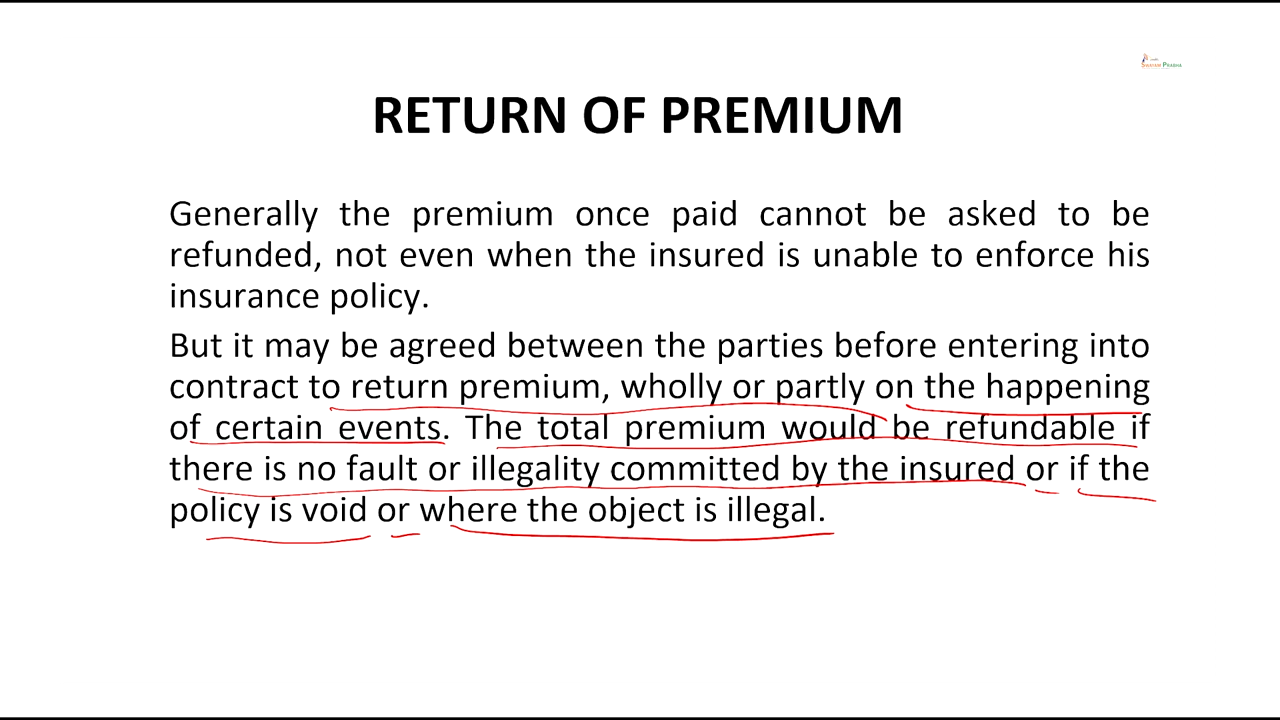 SWAYAM PRABHA
RETURN OF PREMIUM
Generally the premium once paid cannot be asked to be
refunded, not even when the insured is unable to enforce his
insurance policy.
But it may be agreed between the parties before entering into
contract to return premium, wholly or partly on the happening
of certain events. The total premium would be refundable if
there is no fault or illegality committed by the insured or if the
policy is void or where the object is illegal.